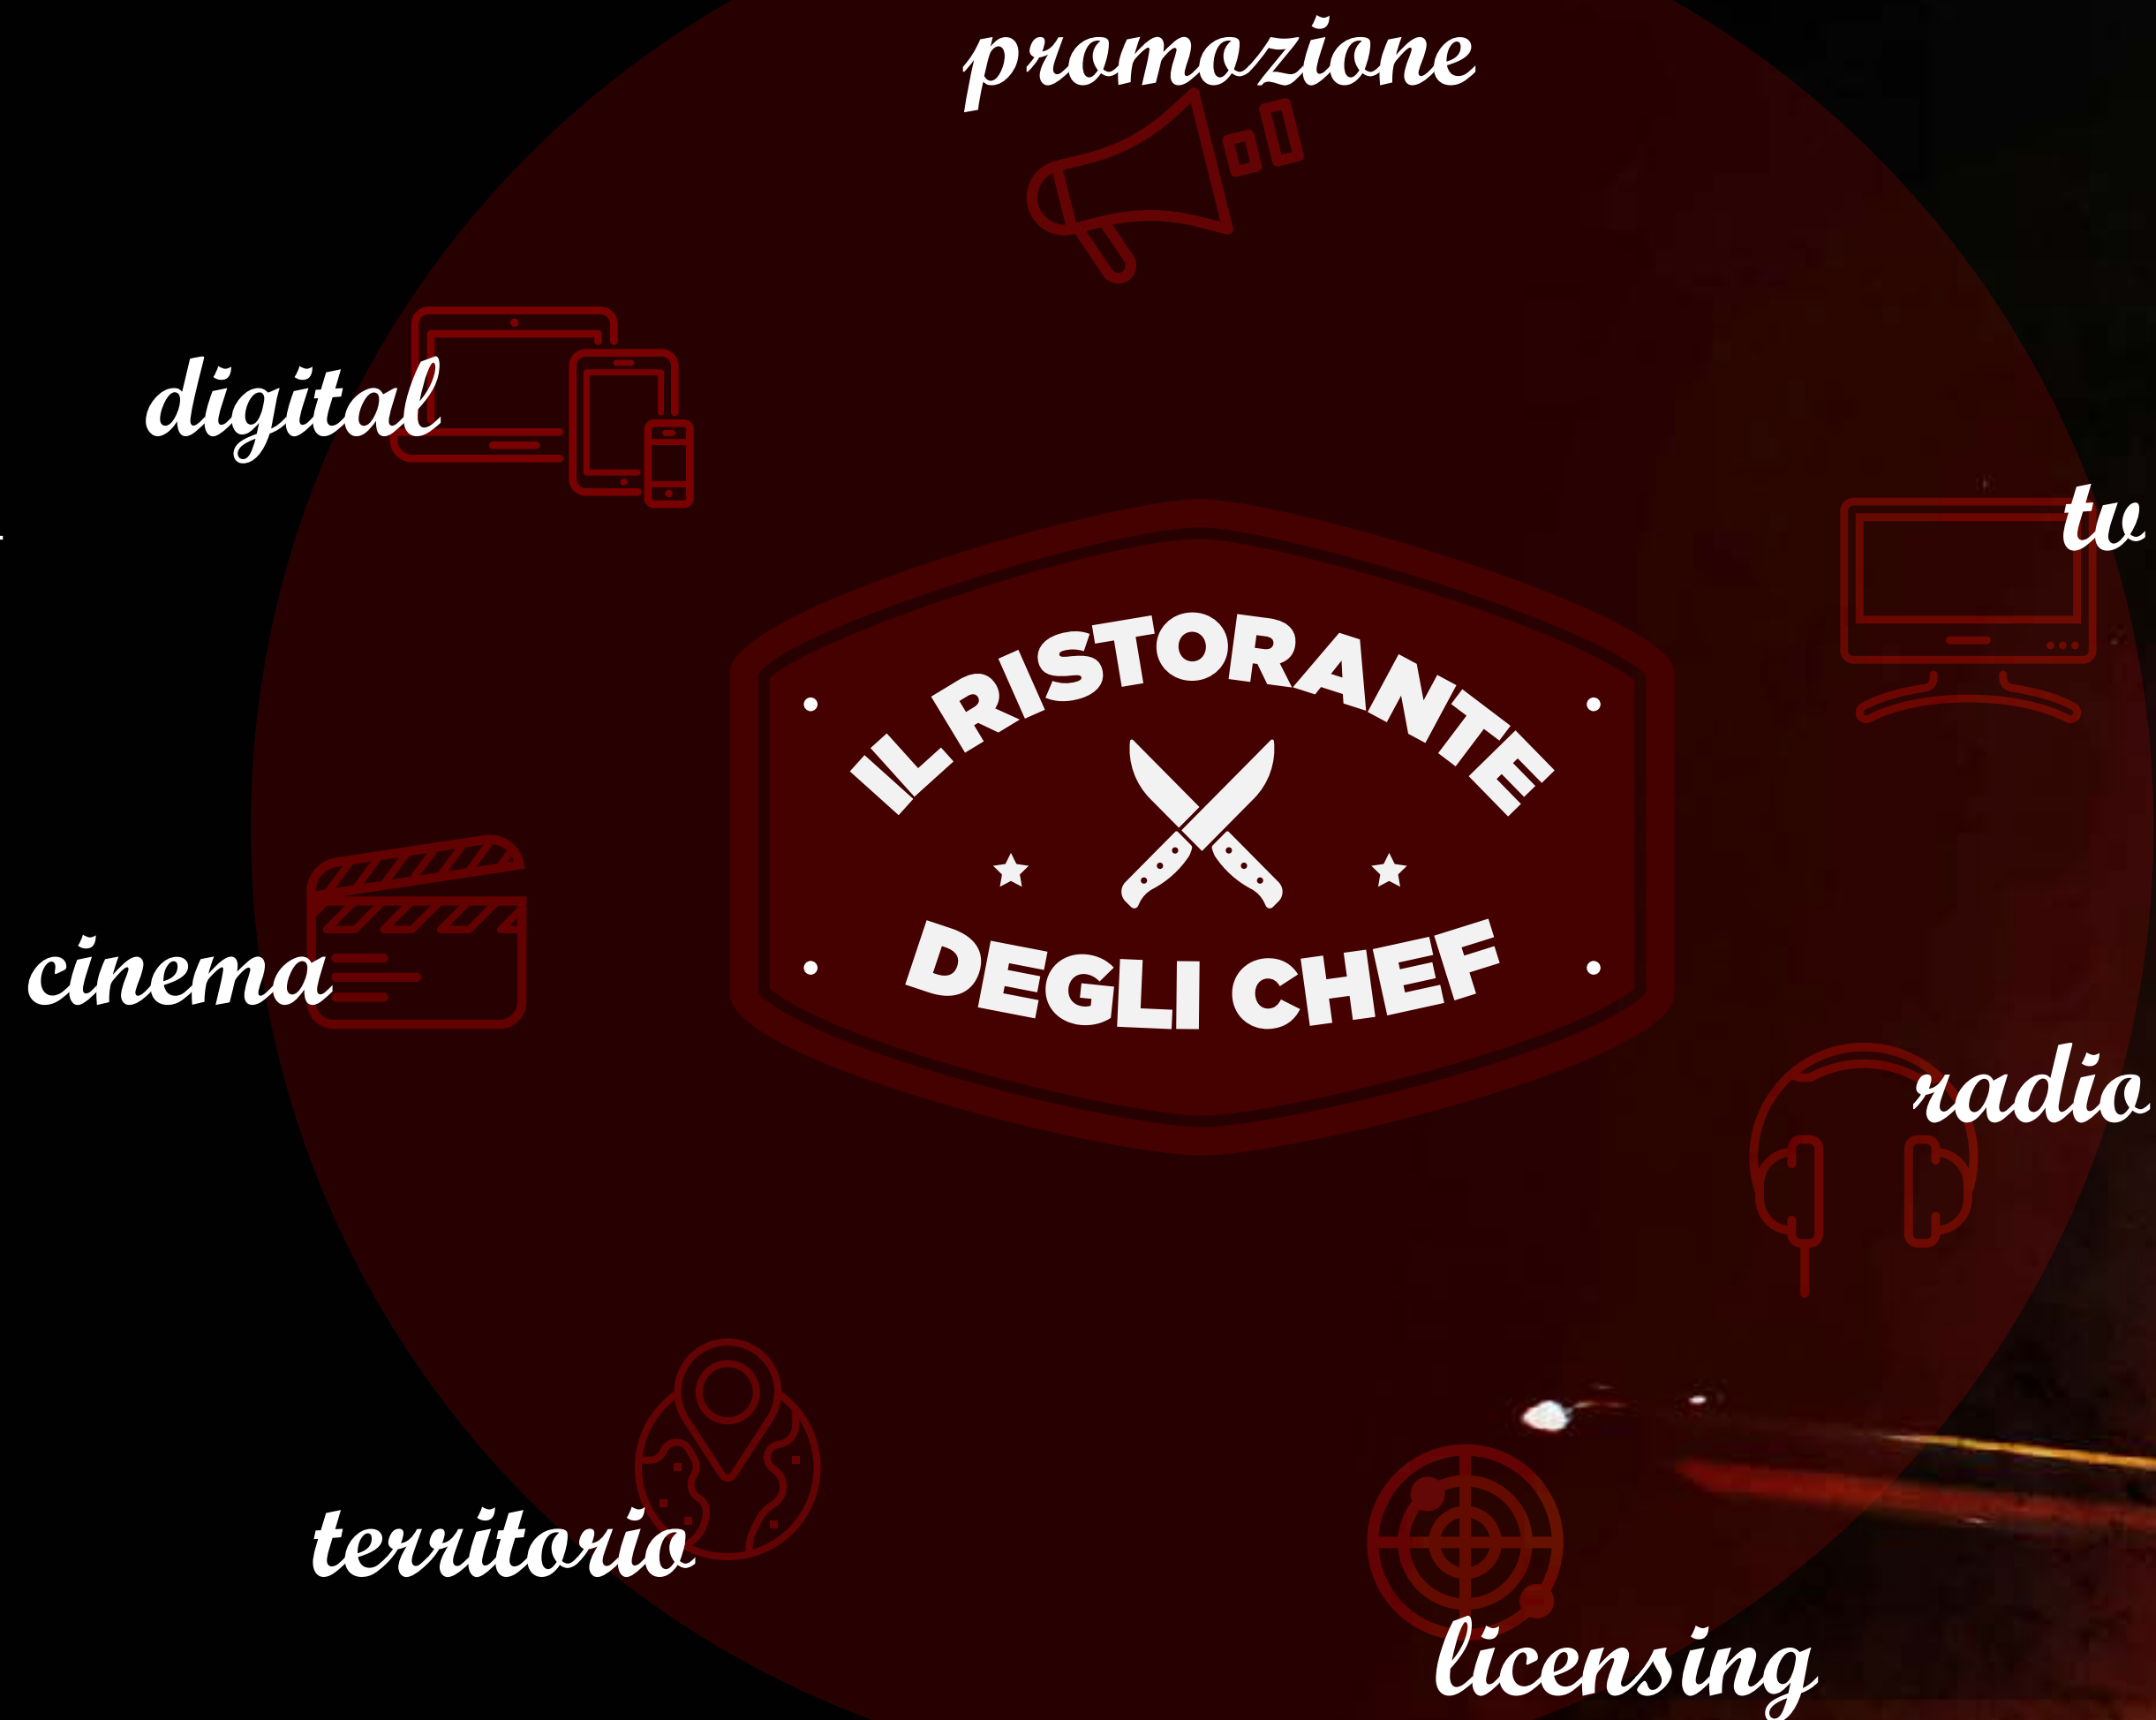 promozione
digital
tv
IL RISTORANTE
DEGLI CHEF
cinema
radio
territorio
licensing